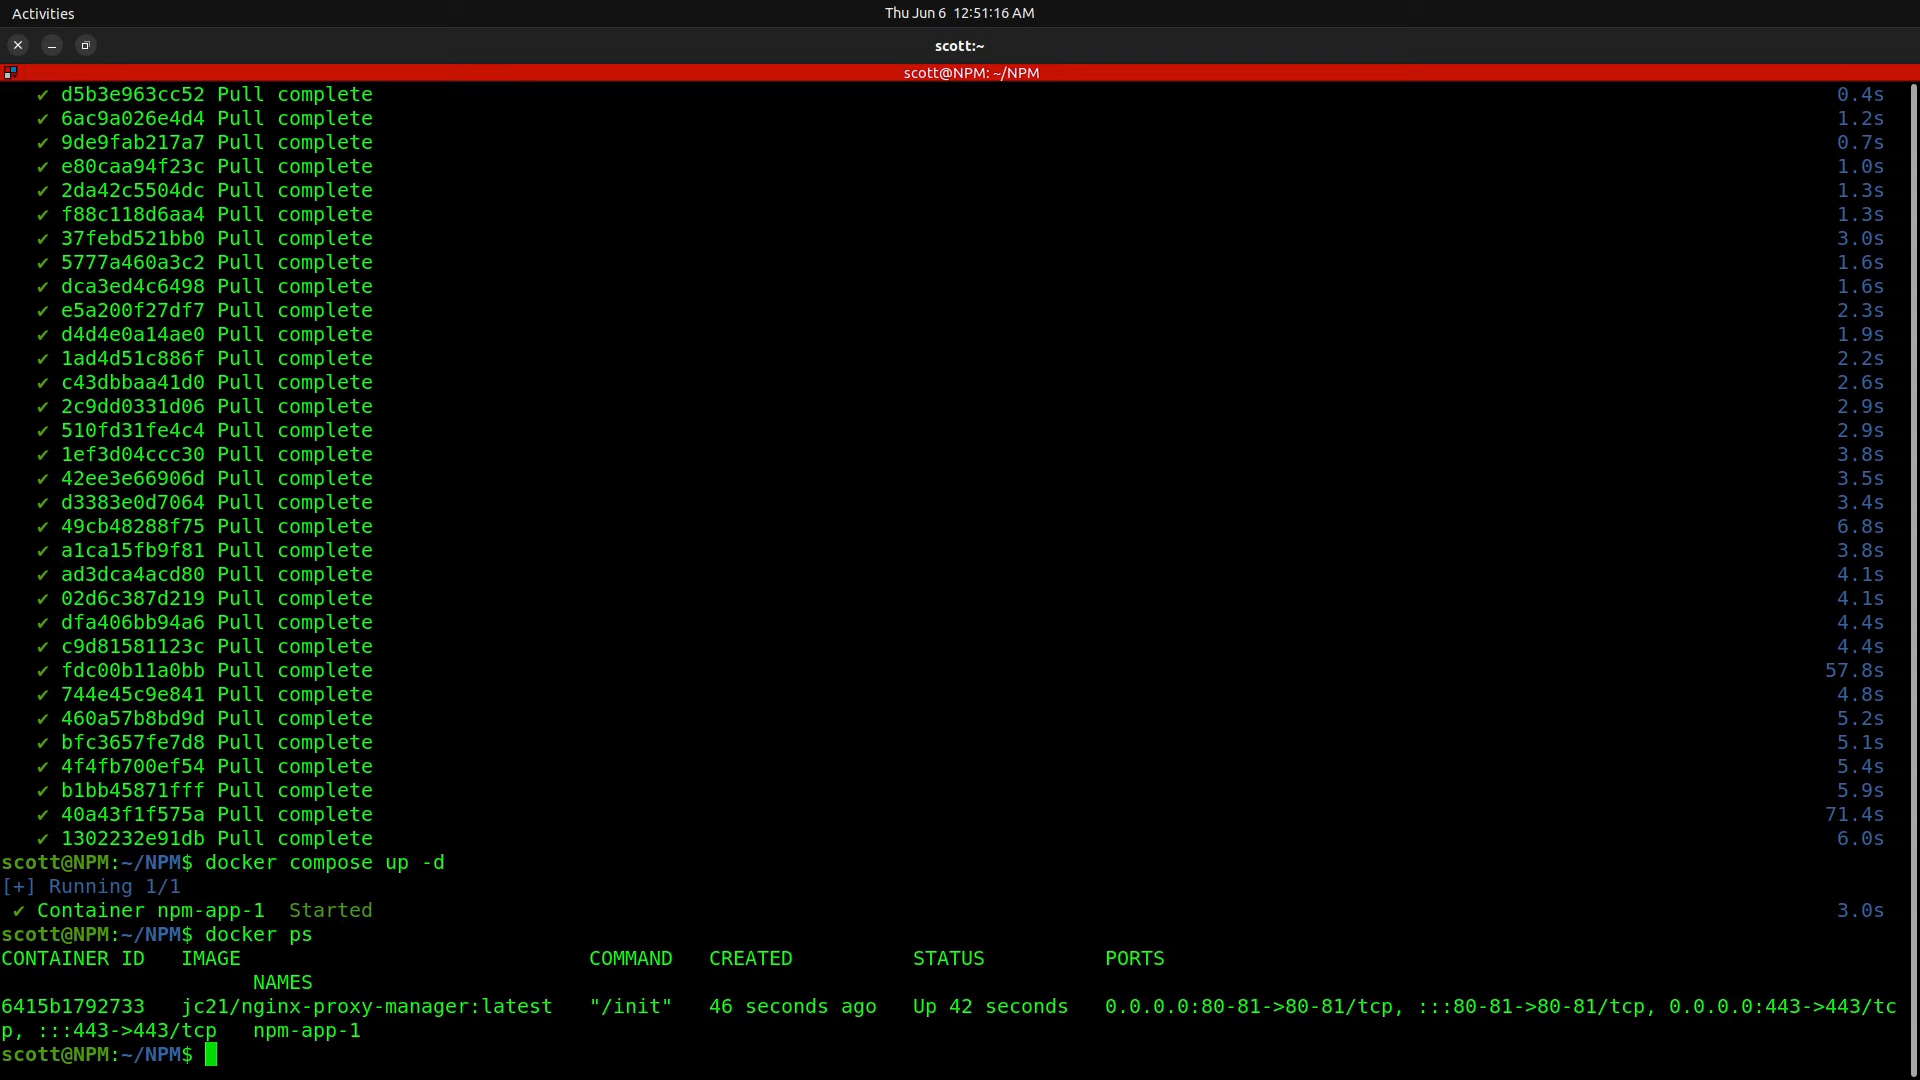 Activities
Thu Jun 6 12:51:16 AM
scott:~
scott@NPM: ~/NPM
✔ d5b3e963cc52 Pull complete 0.4s
✔ 6ac9a026e4d4 Pull complete 1.2s
✔ 9de9fab217a7 Pull complete 0.7s
✔ e80caa94f23c Pull complete 1.0s
✔ 2da42c5504dc Pull complete 1.3s
✔ f88c118d6aa4 Pull complete 1.3s
✔ 37febd521bb0 Pull complete 3.0s
✔ 5777a460a3c2 Pull complete 1.6s
✔ dca3ed4c6498 Pull complete 1.6s
✔ e5a200f27df7 Pull complete 2.3s
✔ d4d4e0a14ae0 Pull complete 1.9s
✔ 1ad4d51c886f Pull complete 2.2s
✔ c43dbbaa41d0 Pull complete 2.6s
✔ 2c9dd0331d06 Pull complete 2.9s
✔ 510fd31fe4c4 Pull complete 2.9s
✔ 1ef3d04ccc30 Pull complete 3.8s
✔ 42ee3e66906d Pull complete 3.5s
✔ d3383e0d7064 Pull complete 3.4s
✔ 49cb48288f75 Pull complete 6.8s
✔ a1ca15fb9f81 Pull complete 3.8s
✔ ad3dca4acd80 Pull complete 4.1s
✔ 02d6c387d219 Pull complete 4.1s
✔ dfa406bb94a6 Pull complete 4.4s
✔ c9d81581123c Pull complete 4.4s
✔ fdc00b11a0bb Pull complete 57.8s
✔ 744e45c9e841 Pull complete 4.8s
✔ 460a57b8bd9d Pull complete 5.2s
✔ bfc3657fe7d8 Pull complete 5.1s
✔ 4f4fb700ef54 Pull complete 5.4s
✔ b1bb45871fff Pull complete 5.9s
✔ 40a43f1f575a Pull complete 71.4s
✔ 1302232e91db Pull complete 6.0s
scott@NPM:~/NPM$ docker compose up -d
[+] Running 1/1
✔ Container npm-app-1 Started 3.0s
scott@NPM:~/NPM$ docker ps
CONTAINER ID IMAGE COMMAND CREATED STATUS PORTS
NAMES
6415b1792733 jc21/nginx-proxy-manager:latest "/init" 46 seconds ago Up 42 seconds 0.0.0.0:80-81->80-81/tcp, :::80-81->80-81/tcp, 0.0.0.0:443->443/tc
p, :::443->443/tcp npm-app-1
scott@NPM:~/NPM$